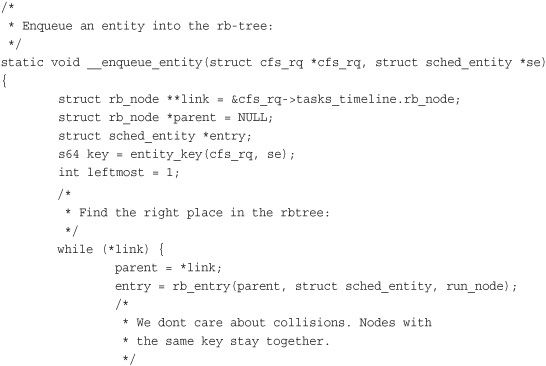 /*
 * Enqueue an entity into the rb-tree:
 */
static void __enqueue_entity(struct cfs_rq *cfs_rq, struct sched_entity *se)
{
        struct rb_node **link = &cfs_rq->tasks_timeline.rb_node;
        struct rb_node *parent = NULL;
        struct sched_entity *entry;
        s64 key = entity_key(cfs_rq, se);
        int leftmost = 1;
        /*
         * Find the right place in the rbtree:
         */
        while (*link) {
                parent = *link;
                entry = rb_entry(parent, struct sched_entity, run_node);
                /*
                 * We dont care about collisions. Nodes with
                 * the same key stay together.
                 */